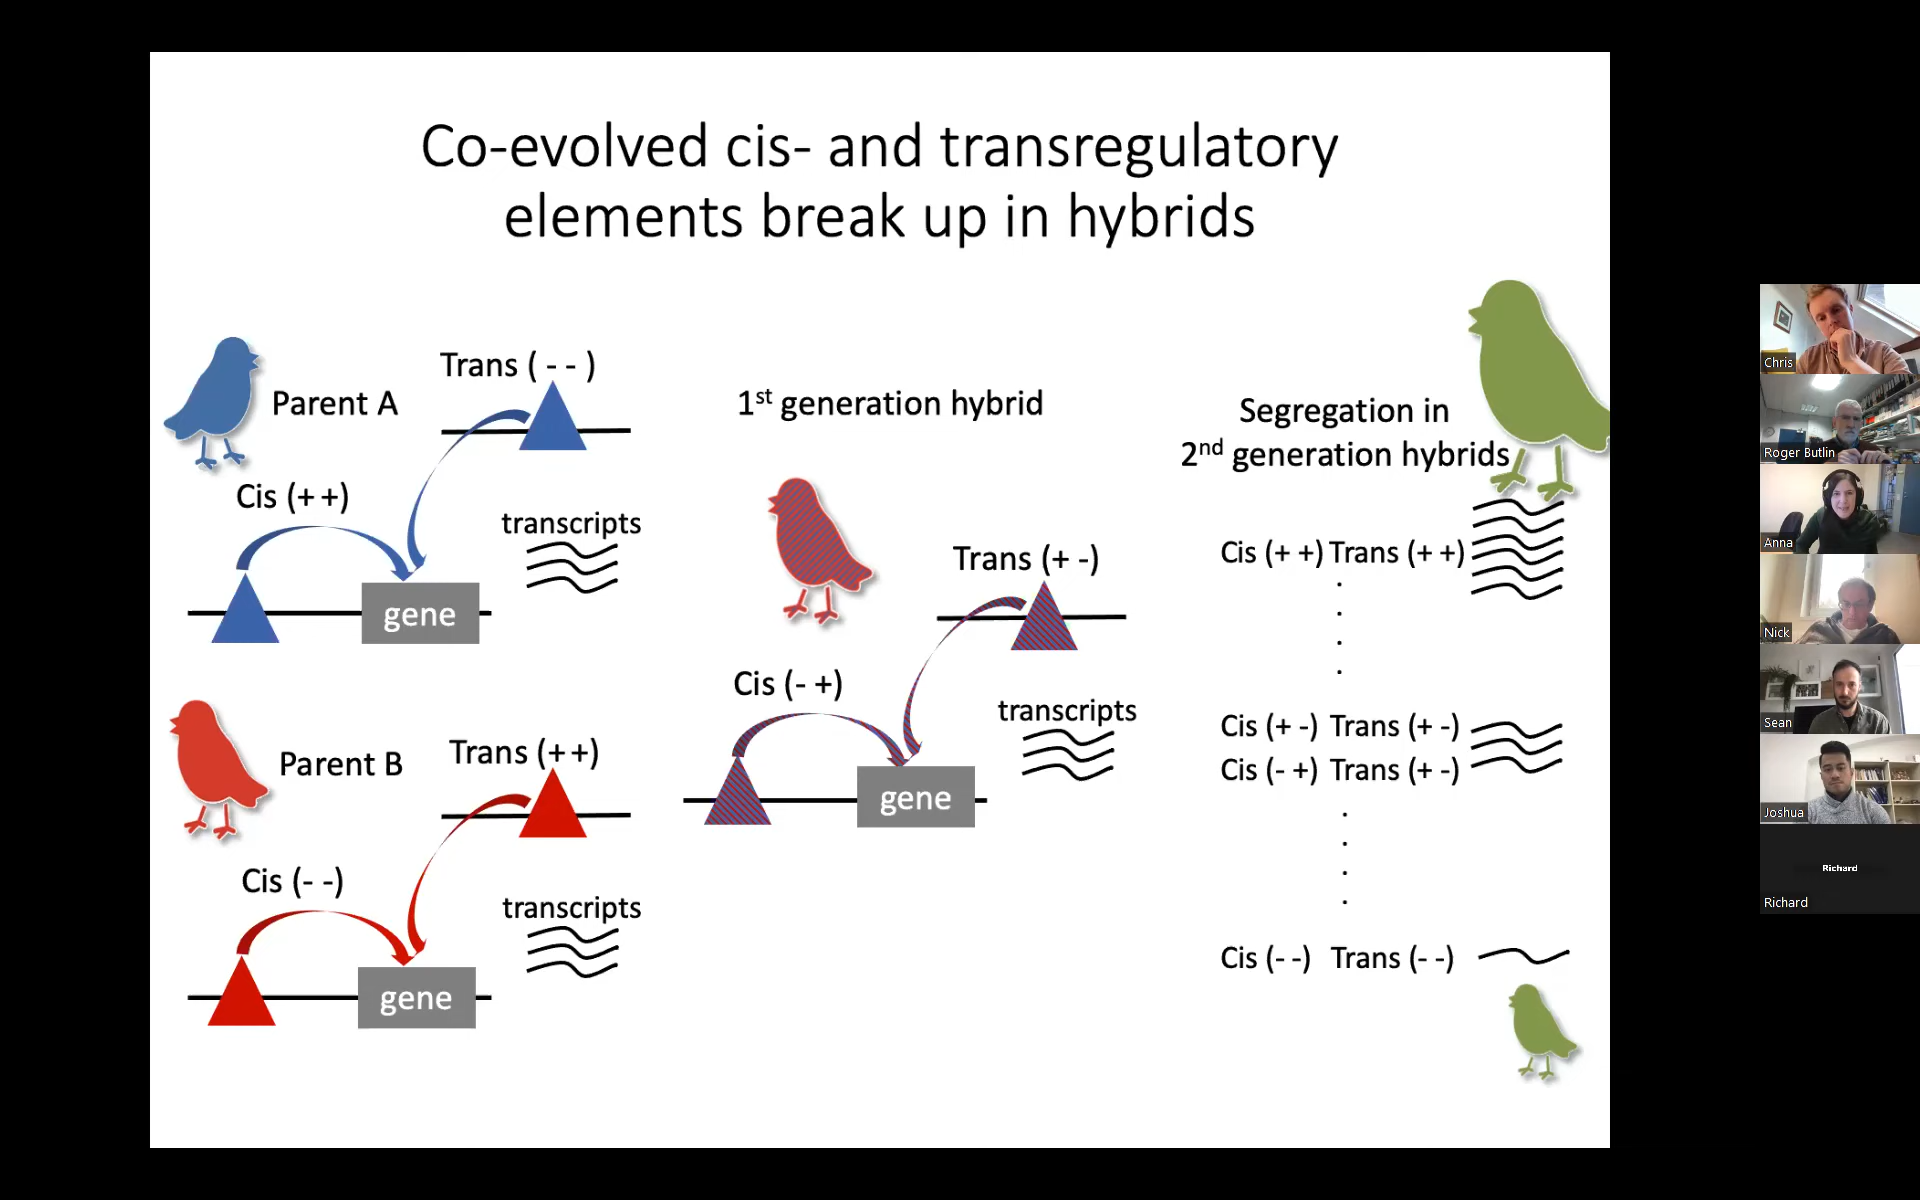 Co-evolved cis- and transregulatory
elements break up in hybrids
Parent A
Trans ( - - )
Cis (+ +)
transcripts
gene
Parent B
Trans (+ +)
Cis (- -)
transcripts
gene
1st generation hybrid
Trans (+ -)
Cis (- +)
transcripts
gene
Segregation in
2nd generation hybrids
Cis (+ +) Trans (+ +)
Cis (+ -) Trans (+ -)
Cis (- +) Trans (+ -)
Cis (- -) Trans (- -)
Chris
Roger Butlin
Anna
Nick
Sean
Joshua
Richard
Richard